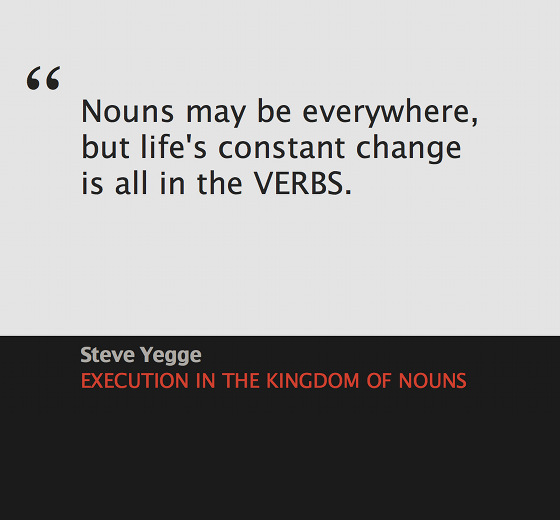 “
Nouns may be everywhere,
but life's constant change
is all in the VERBS.
Steve Yegge
EXECUTION IN THE KINGDOM OF NOUNS